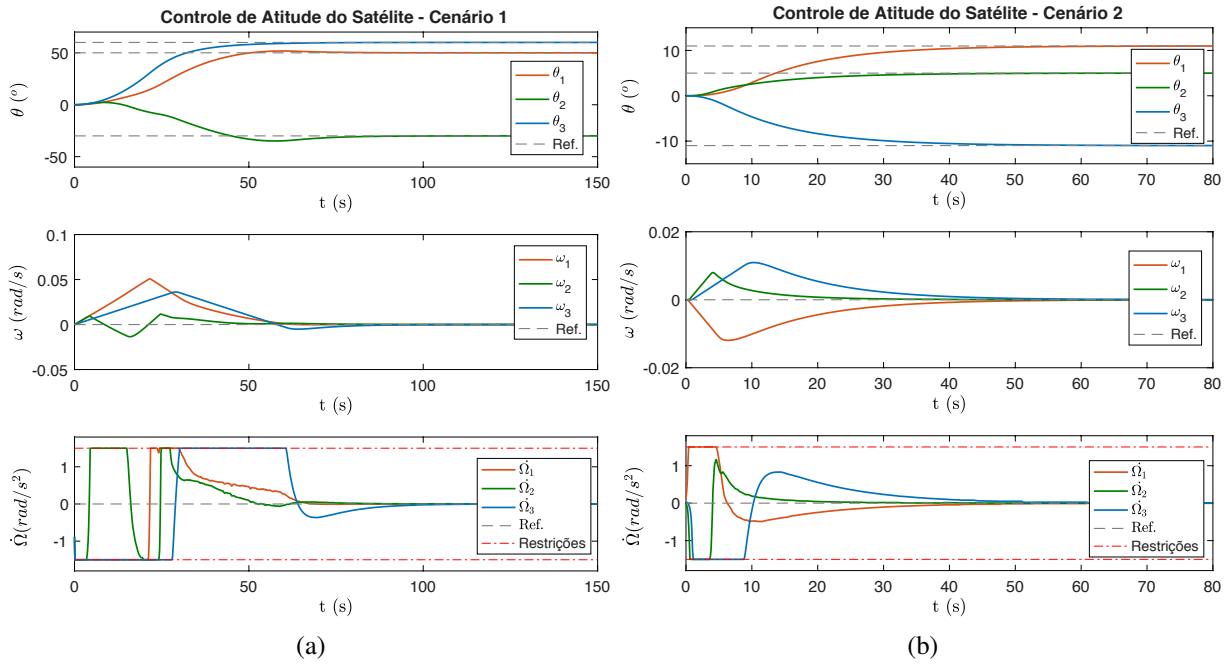 Controle de Atitude do Satélite - Cenário 1
50
0
-50
θ (º)
θ₁
θ₂
θ₃
Ref.
0
50
100
150
t (s)
0.1
0.05
0
-0.05
ω (rad/s)
ω₁
ω₂
ω₃
Ref.
0
50
100
150
t (s)
1
0
-1
Ω̇(rad/s²)
Ω̇₁
Ω̇₂
Ω̇₃
Ref.
Restrições
0
50
100
150
t (s)
(a)
Controle de Atitude do Satélite - Cenário 2
10
0
-10
θ (º)
θ₁
θ₂
θ₃
Ref.
0
10
20
30
40
50
60
70
80
t (s)
0.02
0
-0.02
ω (rad/s)
ω₁
ω₂
ω₃
Ref.
0
10
20
30
40
50
60
70
80
t (s)
1
0
-1
Ω̇(rad/s²)
Ω̇₁
Ω̇₂
Ω̇₃
Ref.
Restrições
0
10
20
30
40
50
60
70
80
t (s)
(b)